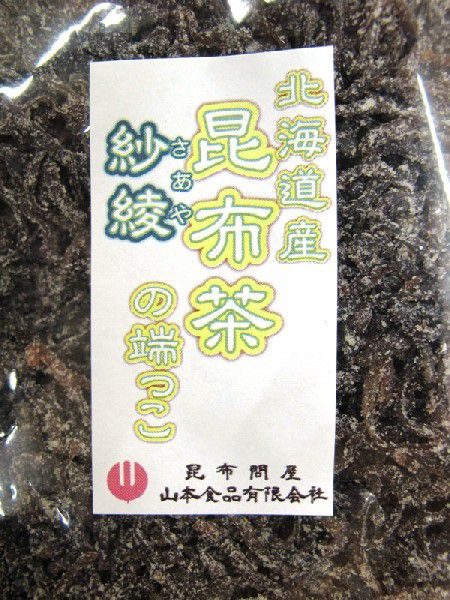 北海道産
昆布茶
さあや
紗綾
の端っこ
昆布問屋
山本食品有限会社